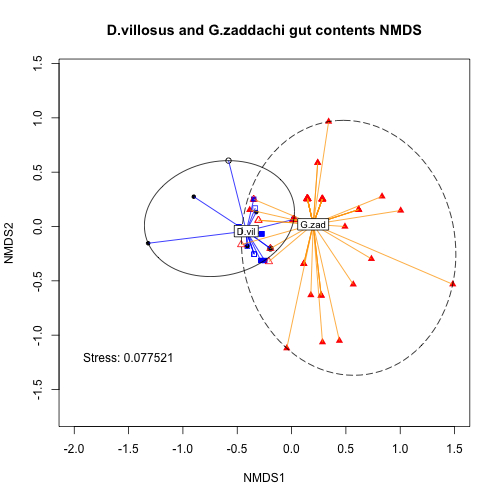 D.villosus and G.zaddachi gut contents NMDS
1.5
1.0
0.5
0.0
-0.5
-1.0
-1.5
NMDS2
D.vil
G.zad
Stress: 0.077521
-2.0 -1.5 -1.0 -0.5 0.0 0.5 1.0 1.5
NMDS1